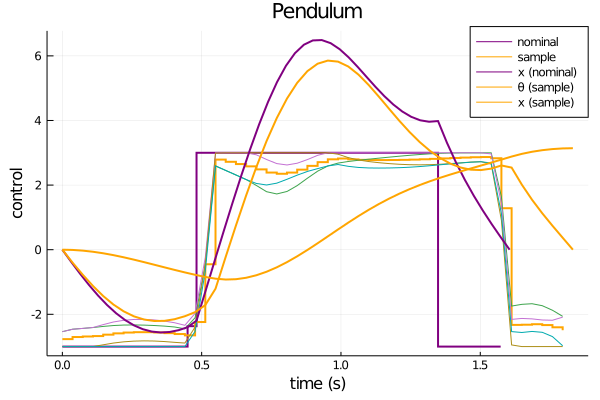 Pendulum
nominal
sample
x (nominal)
θ (sample)
x (sample)
control
6
4
2
0
-2
0.0
0.5
1.0
1.5
time (s)